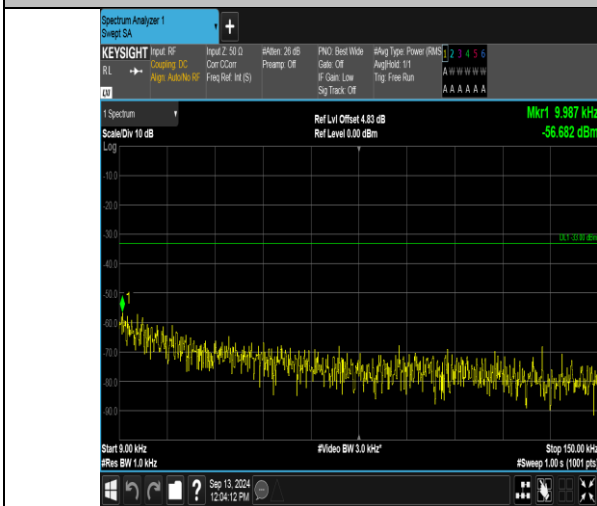 Spectrum Analyzer 1
Swept SA
+
KEYSIGHT Input: RF Input Z: 50 Ω #Atten: 26 dB PNO: Best Wide #Avg Type: Power (RMS 1 2 3 4 5 6
RL Coupling: DC Corr CCorr Preamp: Off Gate: Off Avg|Hold: 1/1 A W W W W W
Align: Auto/No RF Freq Ref: Int (S) IF Gain: Low Trig: Free Run
Sig Track: Off A A A A A A
LXI
1 Spectrum Ref Lvl Offset 4.83 dB Mkr1 9.987 kHz
Scale/Div 10 dB Ref Level 0.00 dBm -56.682 dBm
Log
-10.0
-20.0
-30.0
DL1 -33.00 dBm
-40.0
-50.0
1
-60.0
-70.0
-80.0
-90.0
Start 9.00 kHz #Video BW 3.0 kHz* Stop 150.00 kHz
#Res BW 1.0 kHz #Sweep 1.00 s (1001 pts)
? Sep 13, 2024
12:04:12 PM